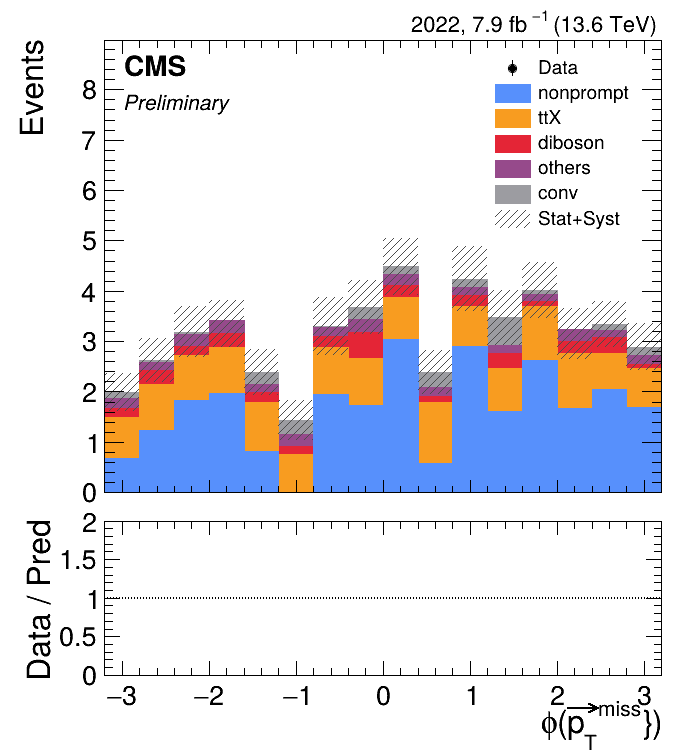 2022, 7.9 fb⁻¹ (13.6 TeV)
CMS
Preliminary
Data
nonprompt
ttX
diboson
others
conv
Stat+Syst
Events
8
7
6
5
4
3
2
1
0
Data / Pred
2
1.5
1
0.5
0
−3 −2 −1 0 1 2 3
ϕ(p⃗_T^miss})